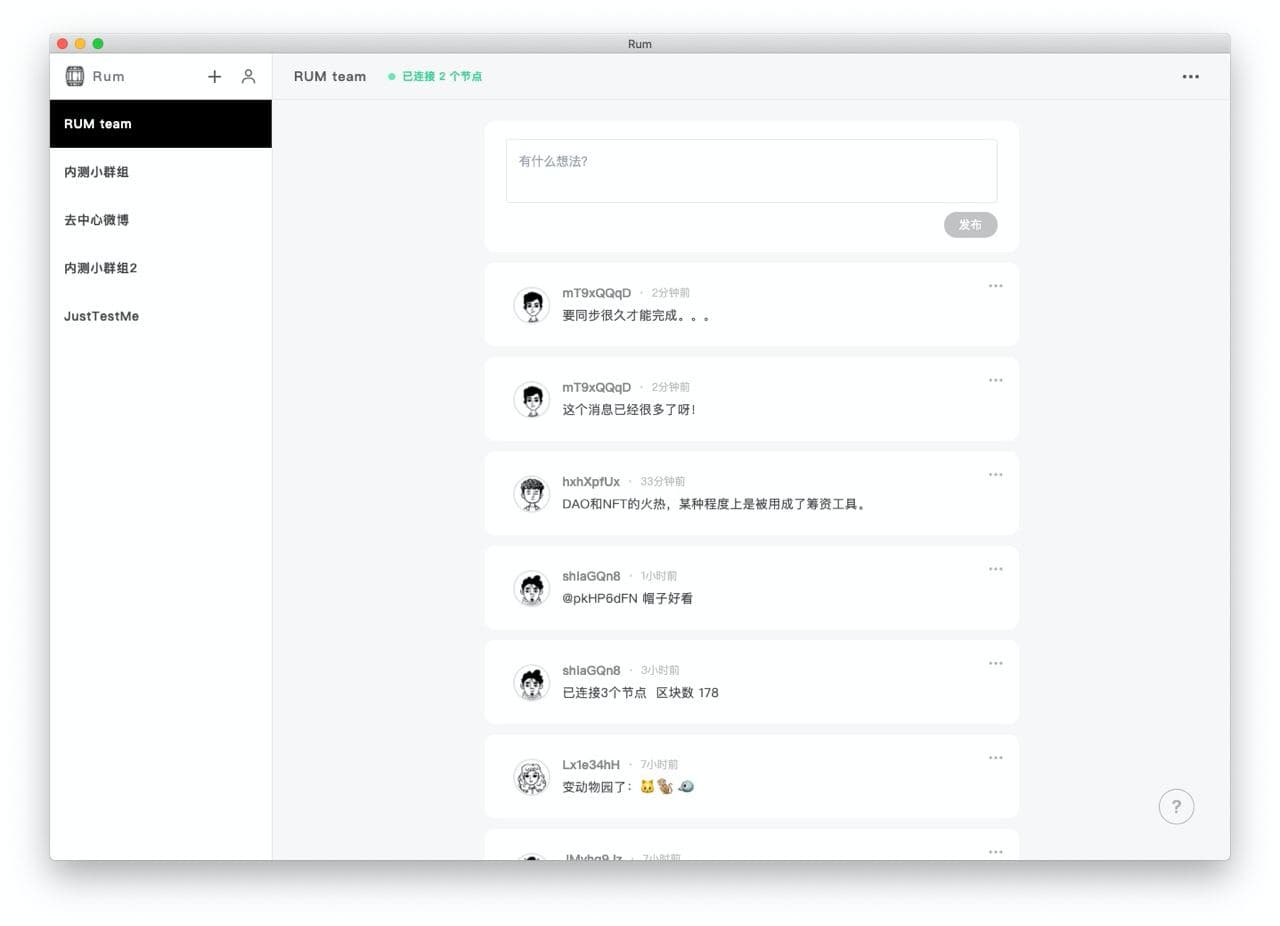 Rum
Rum
RUM team
已连接 2 个节点
RUM team
内测小群组
去中心微博
内测小群组2
JustTestMe
有什么想法?
发布
mT9xQQqD · 2分钟前
要同步很久才能完成。。。
mT9xQQqD · 2分钟前
这个消息已经很多了呀！
hxhXpfUx · 33分钟前
DAO和NFT的火热，某种程度上是被用成了筹资工具。
shIaGQn8 · 1小时前
@pkHP6dFN 帽子好看
shIaGQn8 · 3小时前
已连接3个节点 区块数 178
Lx1e34hH · 7小时前
变动物园了：🐱🐿️🐟
· 7小时前
?